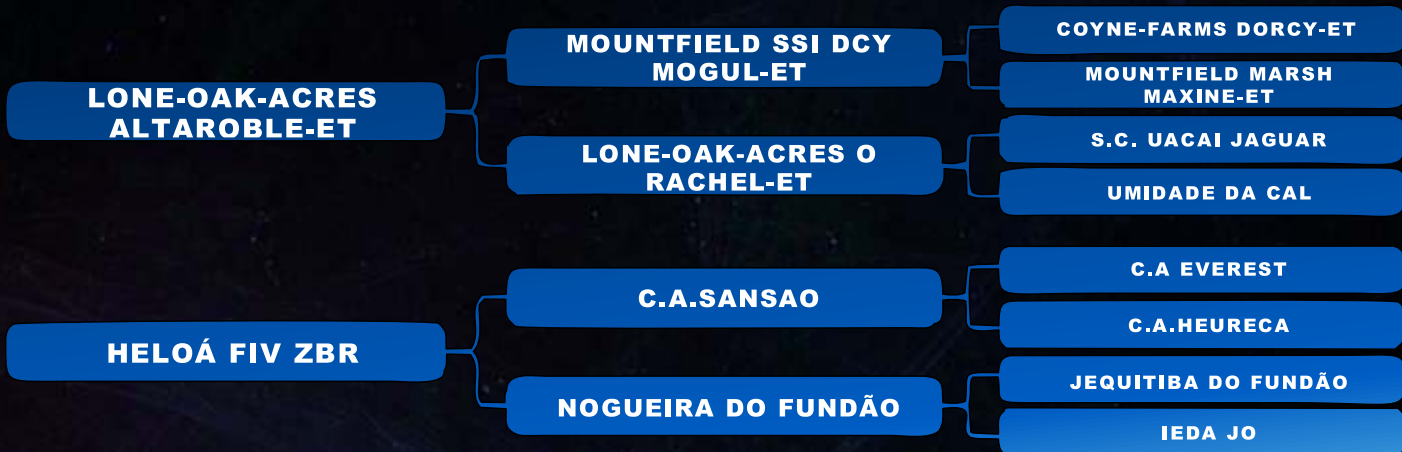 LONE-OAK-ACRES
ALTAROBLE-ET
MOUNTFIELD SSI DCY
MOGUL-ET
COYNE-FARMS DORCY-ET
MOUNTFIELD MARSH
MAXINE-ET
LONE-OAK-ACRES O
RACHEL-ET
S.C. UACAI JAGUAR
UMIDADE DA CAL
HELOÁ FIV ZBR
C.A.SANSAO
C.A EVEREST
C.A.HEURECA
NOGUEIRA DO FUNDÃO
JEQUITIBA DO FUNDÃO
IEDA JO